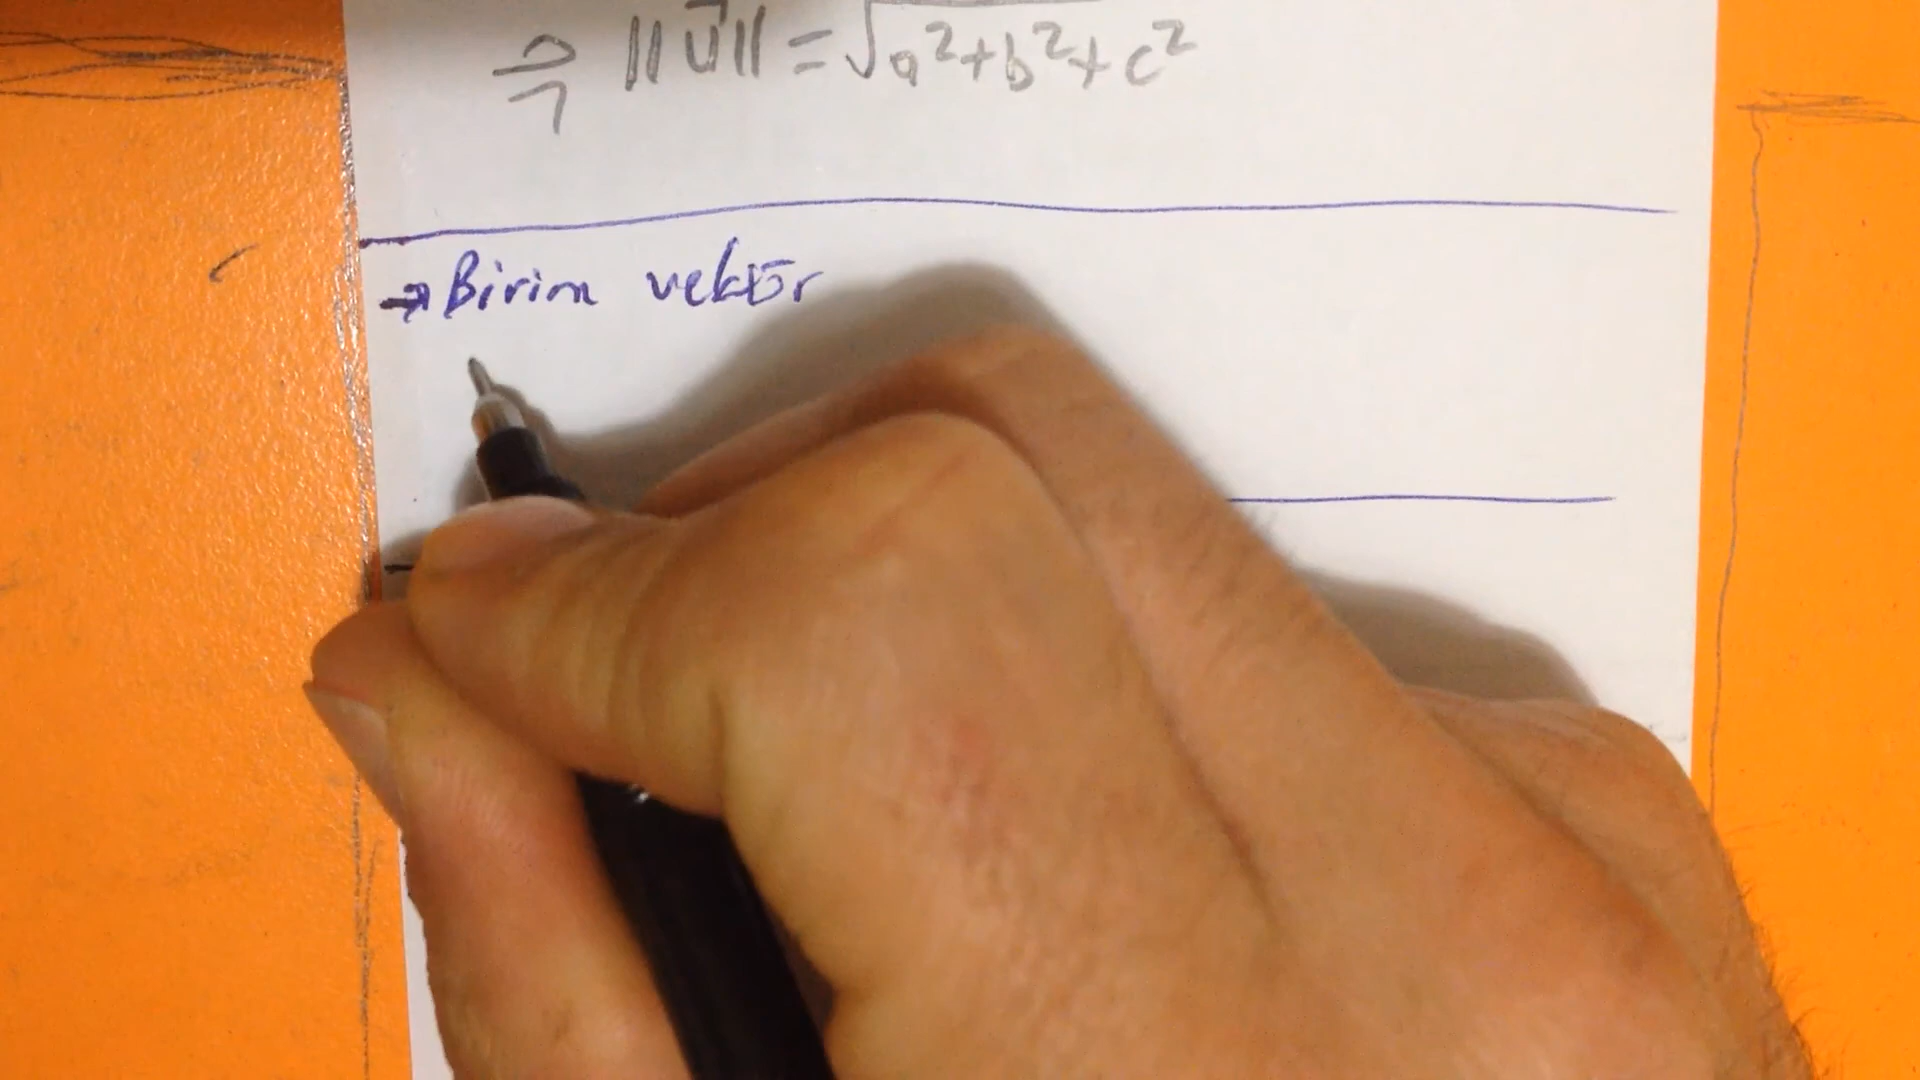 ⇒ ||u⃗|| = √a²+b²+c²
→ Birim vektör